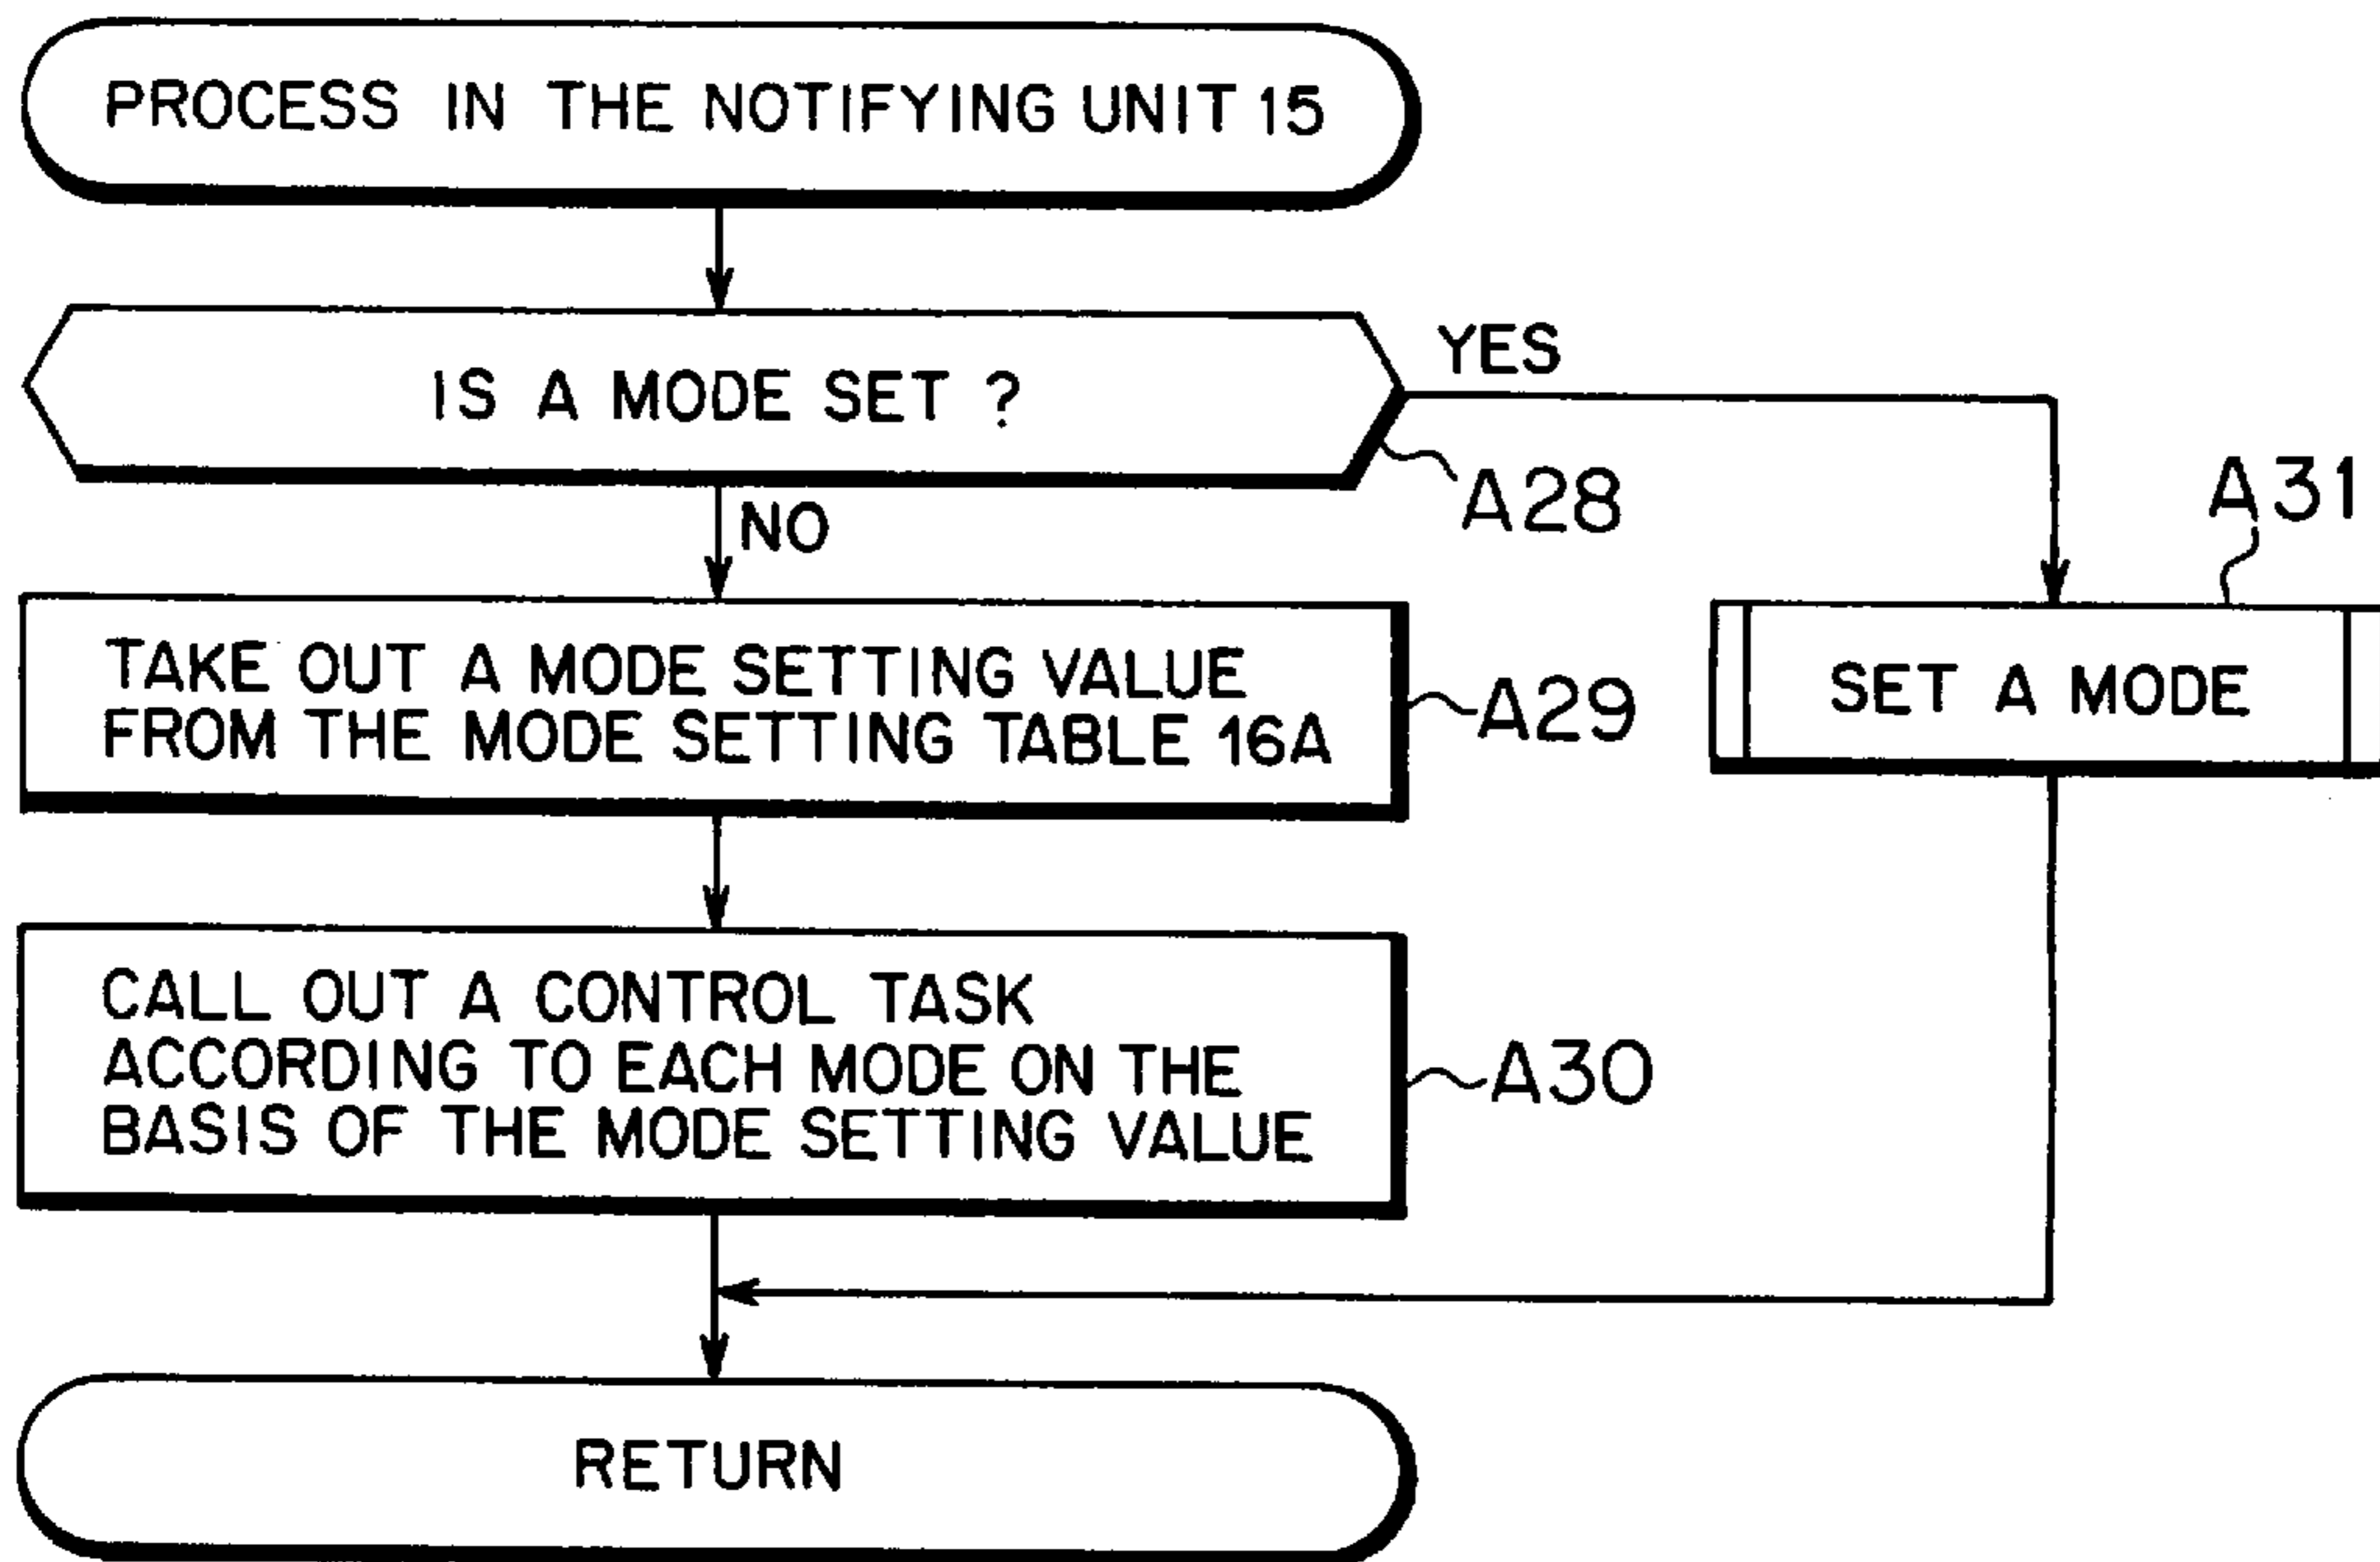 PROCESS IN THE NOTIFYING UNIT 15
IS A MODE SET ?
YES
A28
NO
A31
TAKE OUT A MODE SETTING VALUE
FROM THE MODE SETTING TABLE 16A
A29
SET A MODE
CALL OUT A CONTROL TASK
ACCORDING TO EACH MODE ON THE
BASIS OF THE MODE SETTING VALUE
A30
RETURN